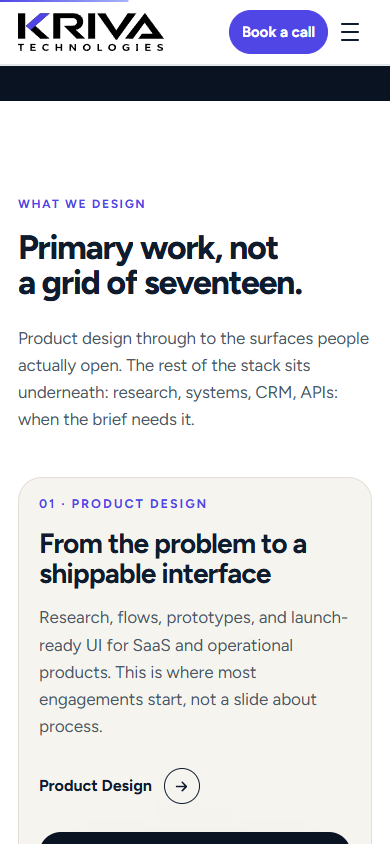 KRIVA
TECHNOLOGIES
Book a call
WHAT WE DESIGN
Primary work, not
a grid of seventeen.
Product design through to the surfaces people
actually open. The rest of the stack sits
underneath: research, systems, CRM, APIs:
when the brief needs it.
01 · PRODUCT DESIGN
From the problem to a
shippable interface
Research, flows, prototypes, and launch-
ready UI for SaaS and operational
products. This is where most
engagements start, not a slide about
process.
Product Design